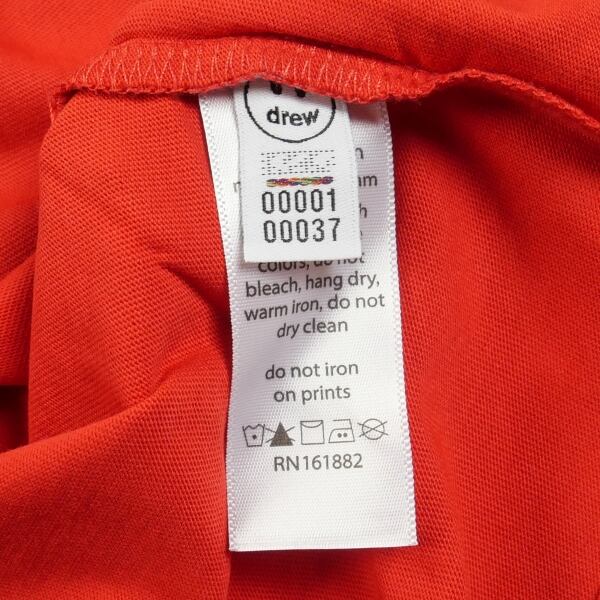 drew
00001
00037
colors, do not
bleach, hang dry,
warm iron, do not
dry clean
do not iron
on prints
RN161882